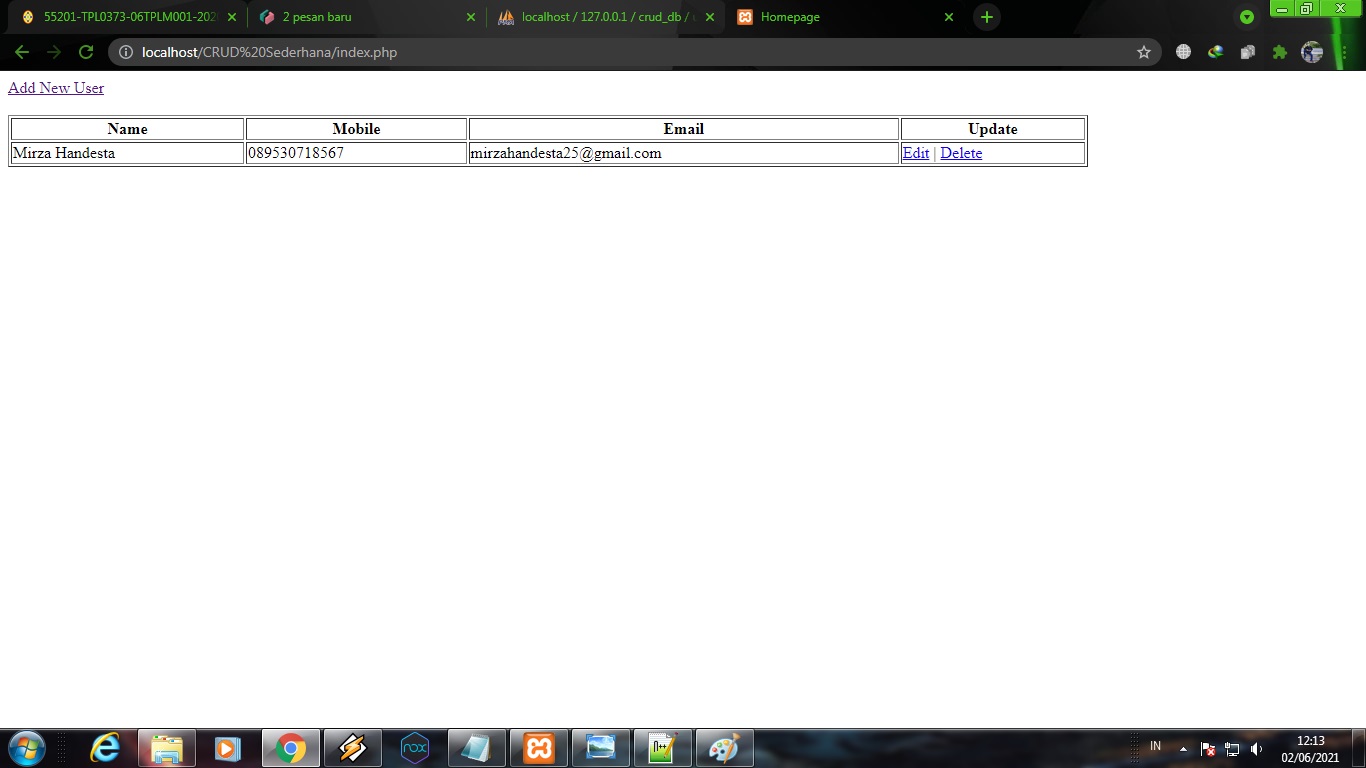 55201-TPL0373-06TPLM001-202
2 pesan baru
localhost / 127.0.0.1 / crud_db /
Homepage
localhost/CRUD%20Sederhana/index.php
Add New User
Name Mobile Email Update
Mirza Handesta 089530718567 mirzahandesta25@gmail.com Edit | Delete
nox
N++
IN
12:13
02/06/2021